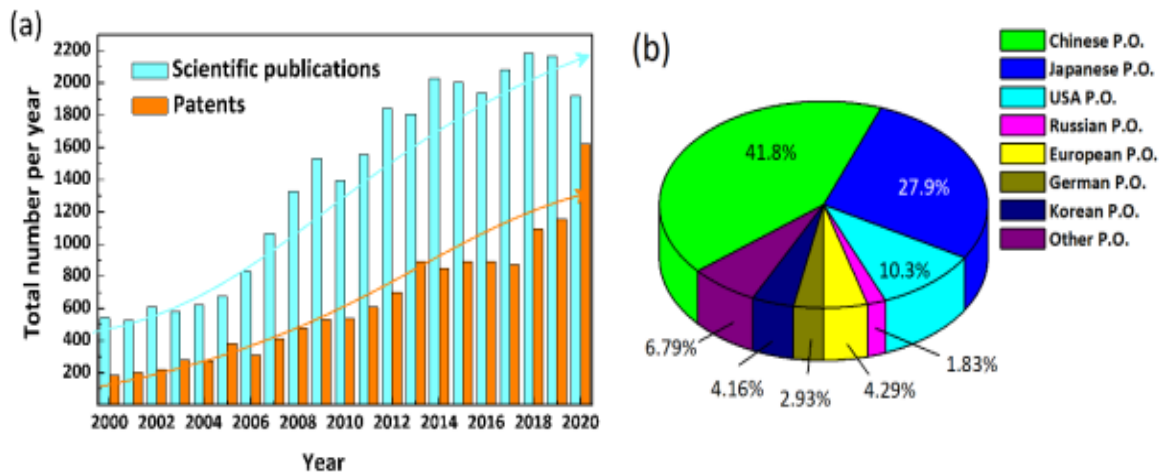 (a)
Total number per year
2200
2000
1800
1600
1400
1200
1000
800
600
400
200
Scientific publications
Patents
2000 2002 2004 2006 2008 2010 2012 2014 2016 2018 2020
Year
(b)
41.8%
27.9%
10.3%
1.83%
4.29%
2.93%
4.16%
6.79%
Chinese P.O.
Japanese P.O.
USA P.O.
Russian P.O.
European P.O.
German P.O.
Korean P.O.
Other P.O.